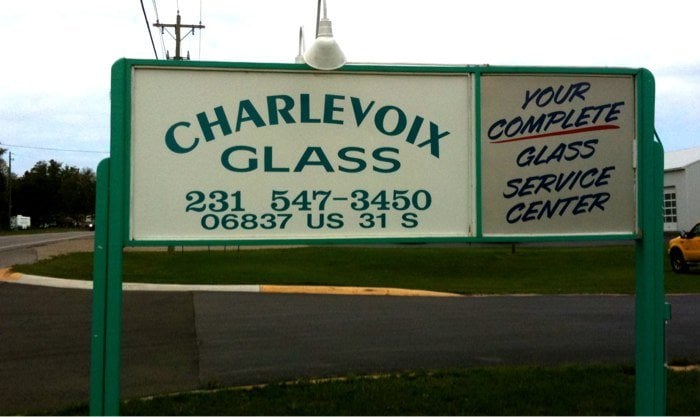 CHARLEVOIX
GLASS
231 547-3450
06837 US 31 S
YOUR
COMPLETE
GLASS
SERVICE
CENTER